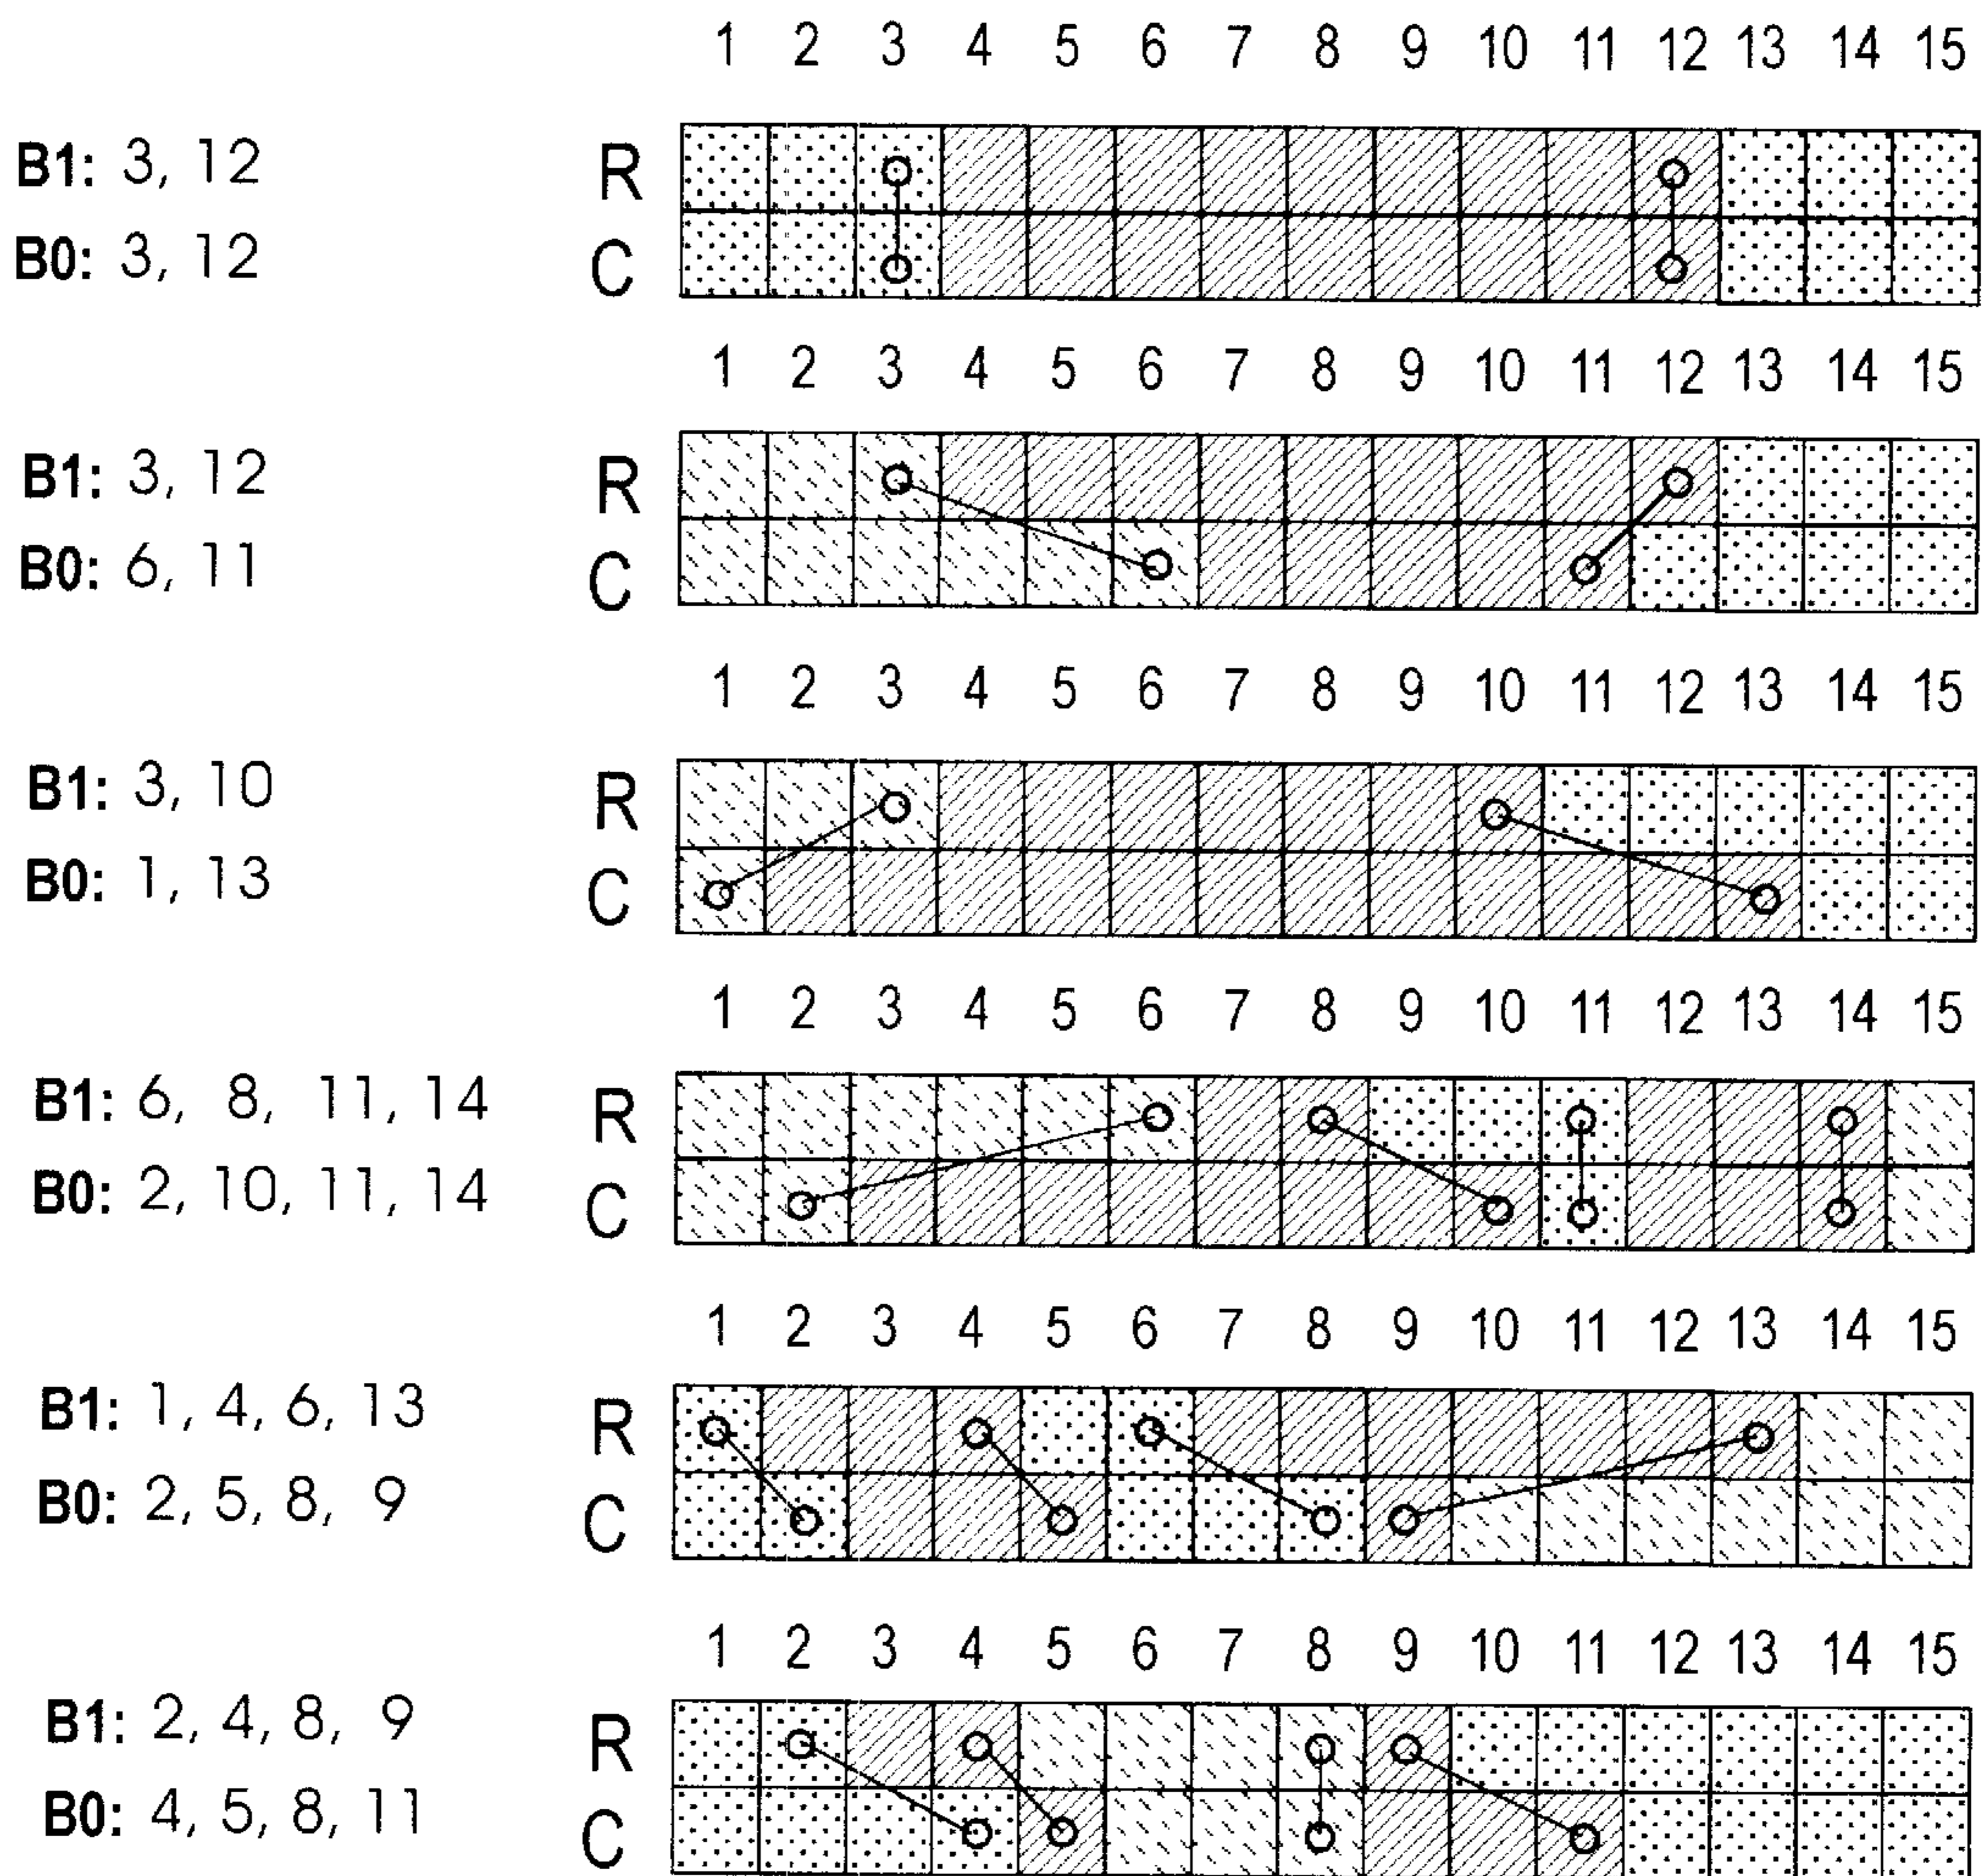 1 2 3 4 5 6 7 8 9 10 11 12 13 14 15
B1: 3, 12 R
B0: 3, 12 C
1 2 3 4 5 6 7 8 9 10 11 12 13 14 15
B1: 3, 12 R
B0: 6, 11 C
1 2 3 4 5 6 7 8 9 10 11 12 13 14 15
B1: 3, 10 R
B0: 1, 13 C
1 2 3 4 5 6 7 8 9 10 11 12 13 14 15
B1: 6, 8, 11, 14 R
B0: 2, 10, 11, 14 C
1 2 3 4 5 6 7 8 9 10 11 12 13 14 15
B1: 1, 4, 6, 13 R
B0: 2, 5, 8, 9 C
1 2 3 4 5 6 7 8 9 10 11 12 13 14 15
B1: 2, 4, 8, 9 R
B0: 4, 5, 8, 11 C